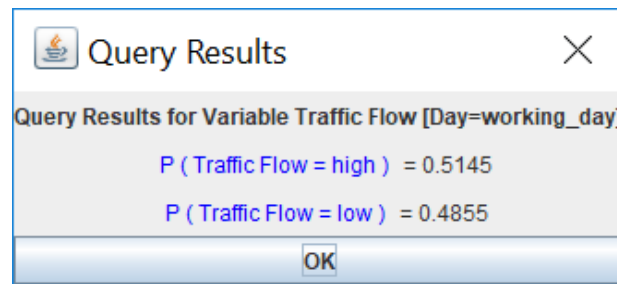 Query Results
Query Results for Variable Traffic Flow [Day=working_day]
P ( Traffic Flow = high ) = 0.5145
P ( Traffic Flow = low ) = 0.4855
OK